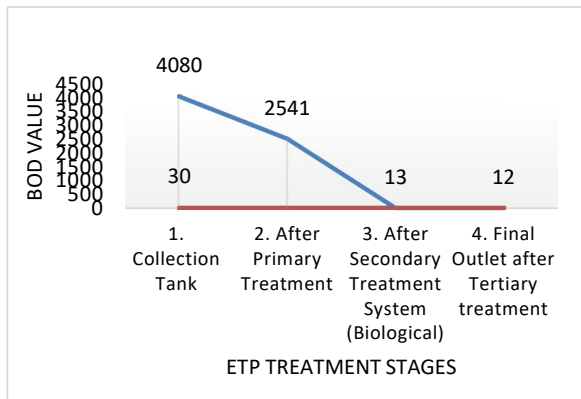 4080
2541
30
13
12
BOD VALUE
4500
4000
3500
3000
2500
2000
1500
1000
500
0
1.
Collection
Tank
2. After
Primary
Treatment
3. After
Secondary
Treatment
System
(Biological)
4. Final
Outlet after
Tertiary
treatment
ETP TREATMENT STAGES